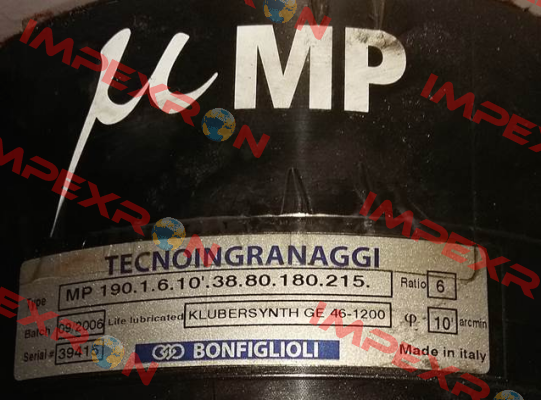 µMP
TECNOINGRANAGGI
Type MP 190.1.6.10'.38.80.180.215. Ratio 6
Batch 09.2006 Life lubricated KLUBERSYNTH GE 46-1200 φ 10' arcmin
Serial # 39415 BONFIGLIOLI Made in italy
IMPEXRON
IMPEXRON
IMPEXRON
IMPEXRON
IMPEXRON